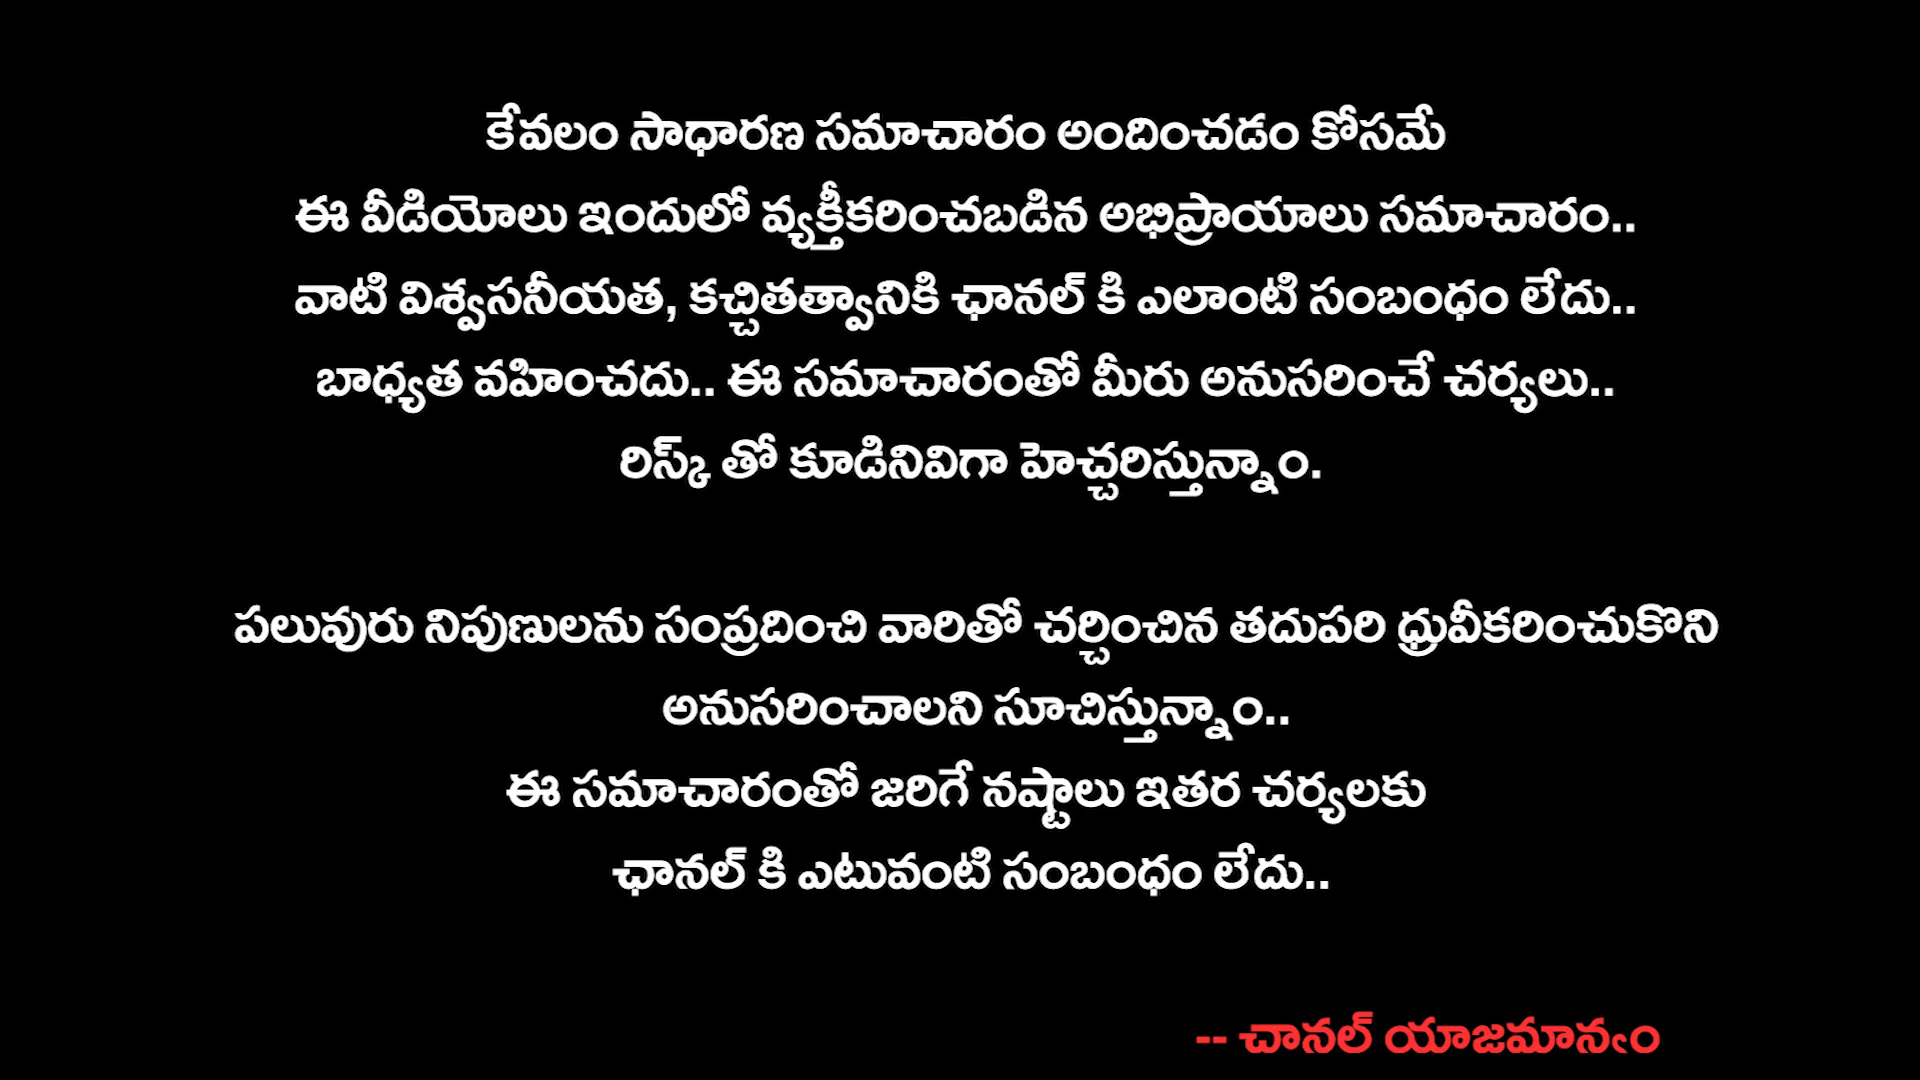 కేవలం సాధారణ సమాచారం అందించడం కోసమే
ఈ వీడియోలు ఇందులో వ్యక్తీకరించబడిన అభిప్రాయాలు సమాచారం..
వాటి విశ్వసనీయత, కచ్చితత్వానికి ఛానల్ కి ఎలాంటి సంబంధం లేదు..
బాధ్యత వహించదు.. ఈ సమాచారంతో మీరు అనుసరించే చర్యలు..
రిస్క్ తో కూడినివిగా హెచ్చరిస్తున్నాం.
పలువురు నిపుణులను సంప్రదించి వారితో చర్చించిన తదుపరి ధ్రువీకరించుకొని
అనుసరించాలని సూచిస్తున్నాం..
ఈ సమాచారంతో జరిగే నష్టాలు ఇతర చర్యలకు
ఛానల్ కి ఎటువంటి సంబంధం లేదు..
-- చానల్ యాజమాన్యం